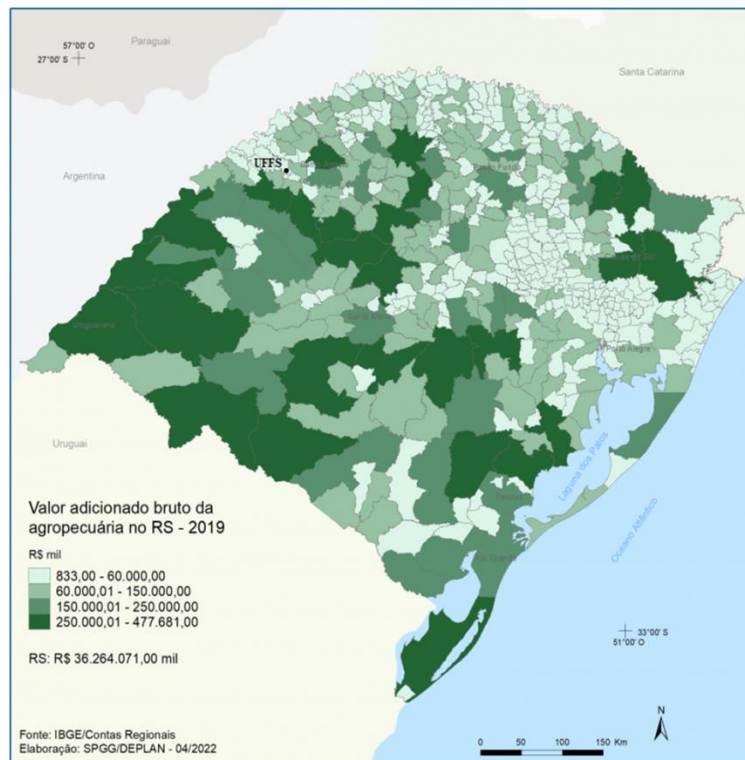 57°00' O
27°00' S
Paraguai
Santa Catarina
Argentina
UFFS
Uruguaiana
Santa Maria
Porto Alegre
Uruguai
Laguna dos Patos
Pelotas
Rio Grande
Oceano Atlântico
Valor adicionado bruto da
agropecuária no RS - 2019
R$ mil
833,00 - 60.000,00
60.000,01 - 150.000,00
150.000,01 - 250.000,00
250.000,01 - 477.681,00
RS: R$ 36.264.071,00 mil
33°00' S
51°00' O
N
Fonte: IBGE/Contas Regionais
Elaboração: SPGG/DEPLAN - 04/2022
0 50 100 150 Km